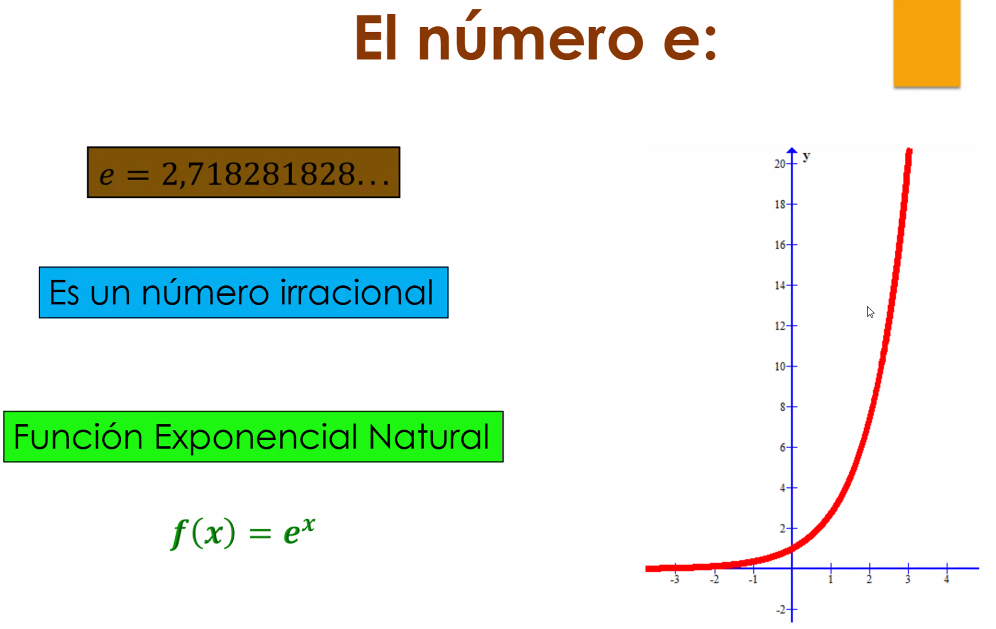 El número e:
e = 2,718281828...
Es un número irracional
Función Exponencial Natural
f(x) = eˣ
y
20
18
16
14
12
10
8
6
4
2
-3 -2 -1 1 2 3 4
-2